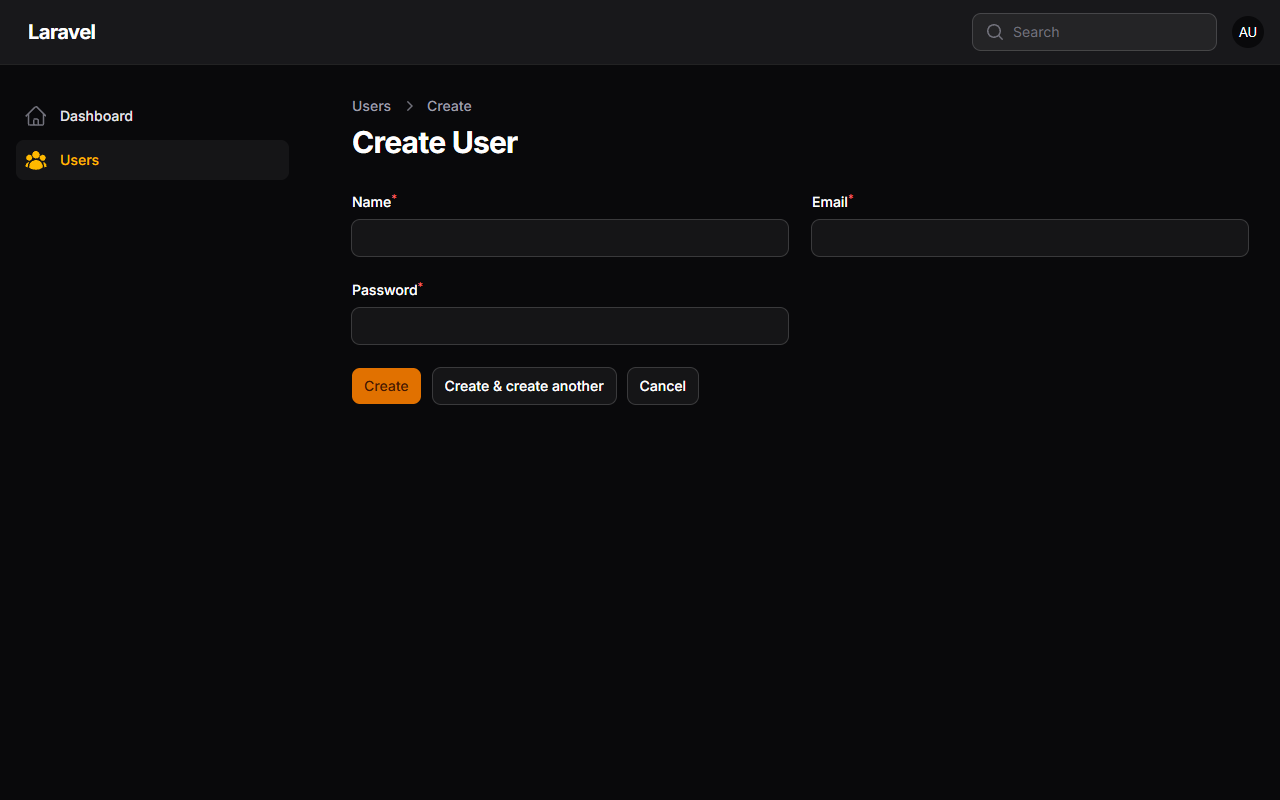 Laravel
Search
AU
Dashboard
Users
Users > Create
Create User
Name*
Email*
Password*
Create
Create & create another
Cancel